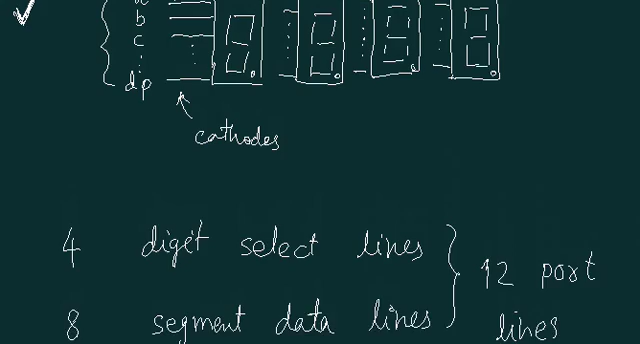 b
c
dp
cathodes
4 digit select lines
8 segment data lines
12 port lines